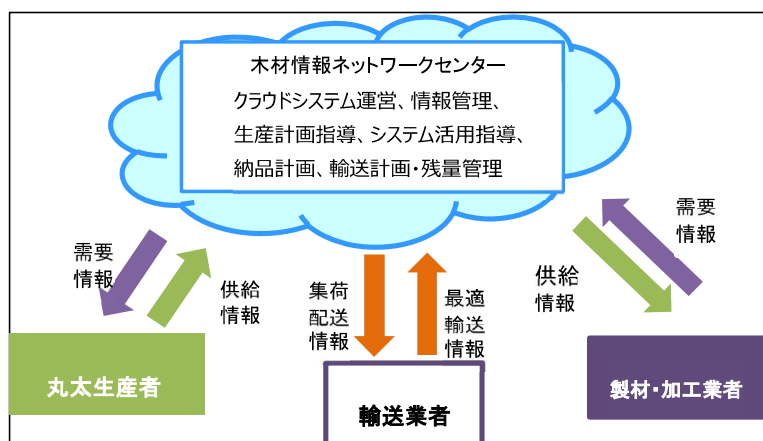 木材情報ネットワークセンター
クラウドシステム運営、情報管理、
生産計画指導、システム活用指導、
納品計画、輸送計画・残量管理
需要
情報
供給
情報
集荷
配送
情報
最適
輸送
情報
供給
情報
需要
情報
丸太生産者
輸送業者
製材・加工業者